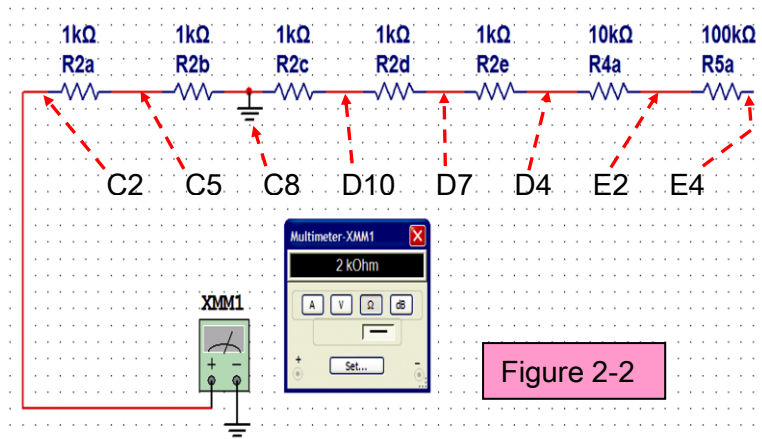 1kΩ 1kΩ 1kΩ 1kΩ 1kΩ 10kΩ 100kΩ
R2a R2b R2c R2d R2e R4a R5a
C2 C5 C8 D10 D7 D4 E2 E4
Multimeter-XMM1 X
2 kOhm
A V Ω dB
+ Set... -
XMM1
+ -
Figure 2-2